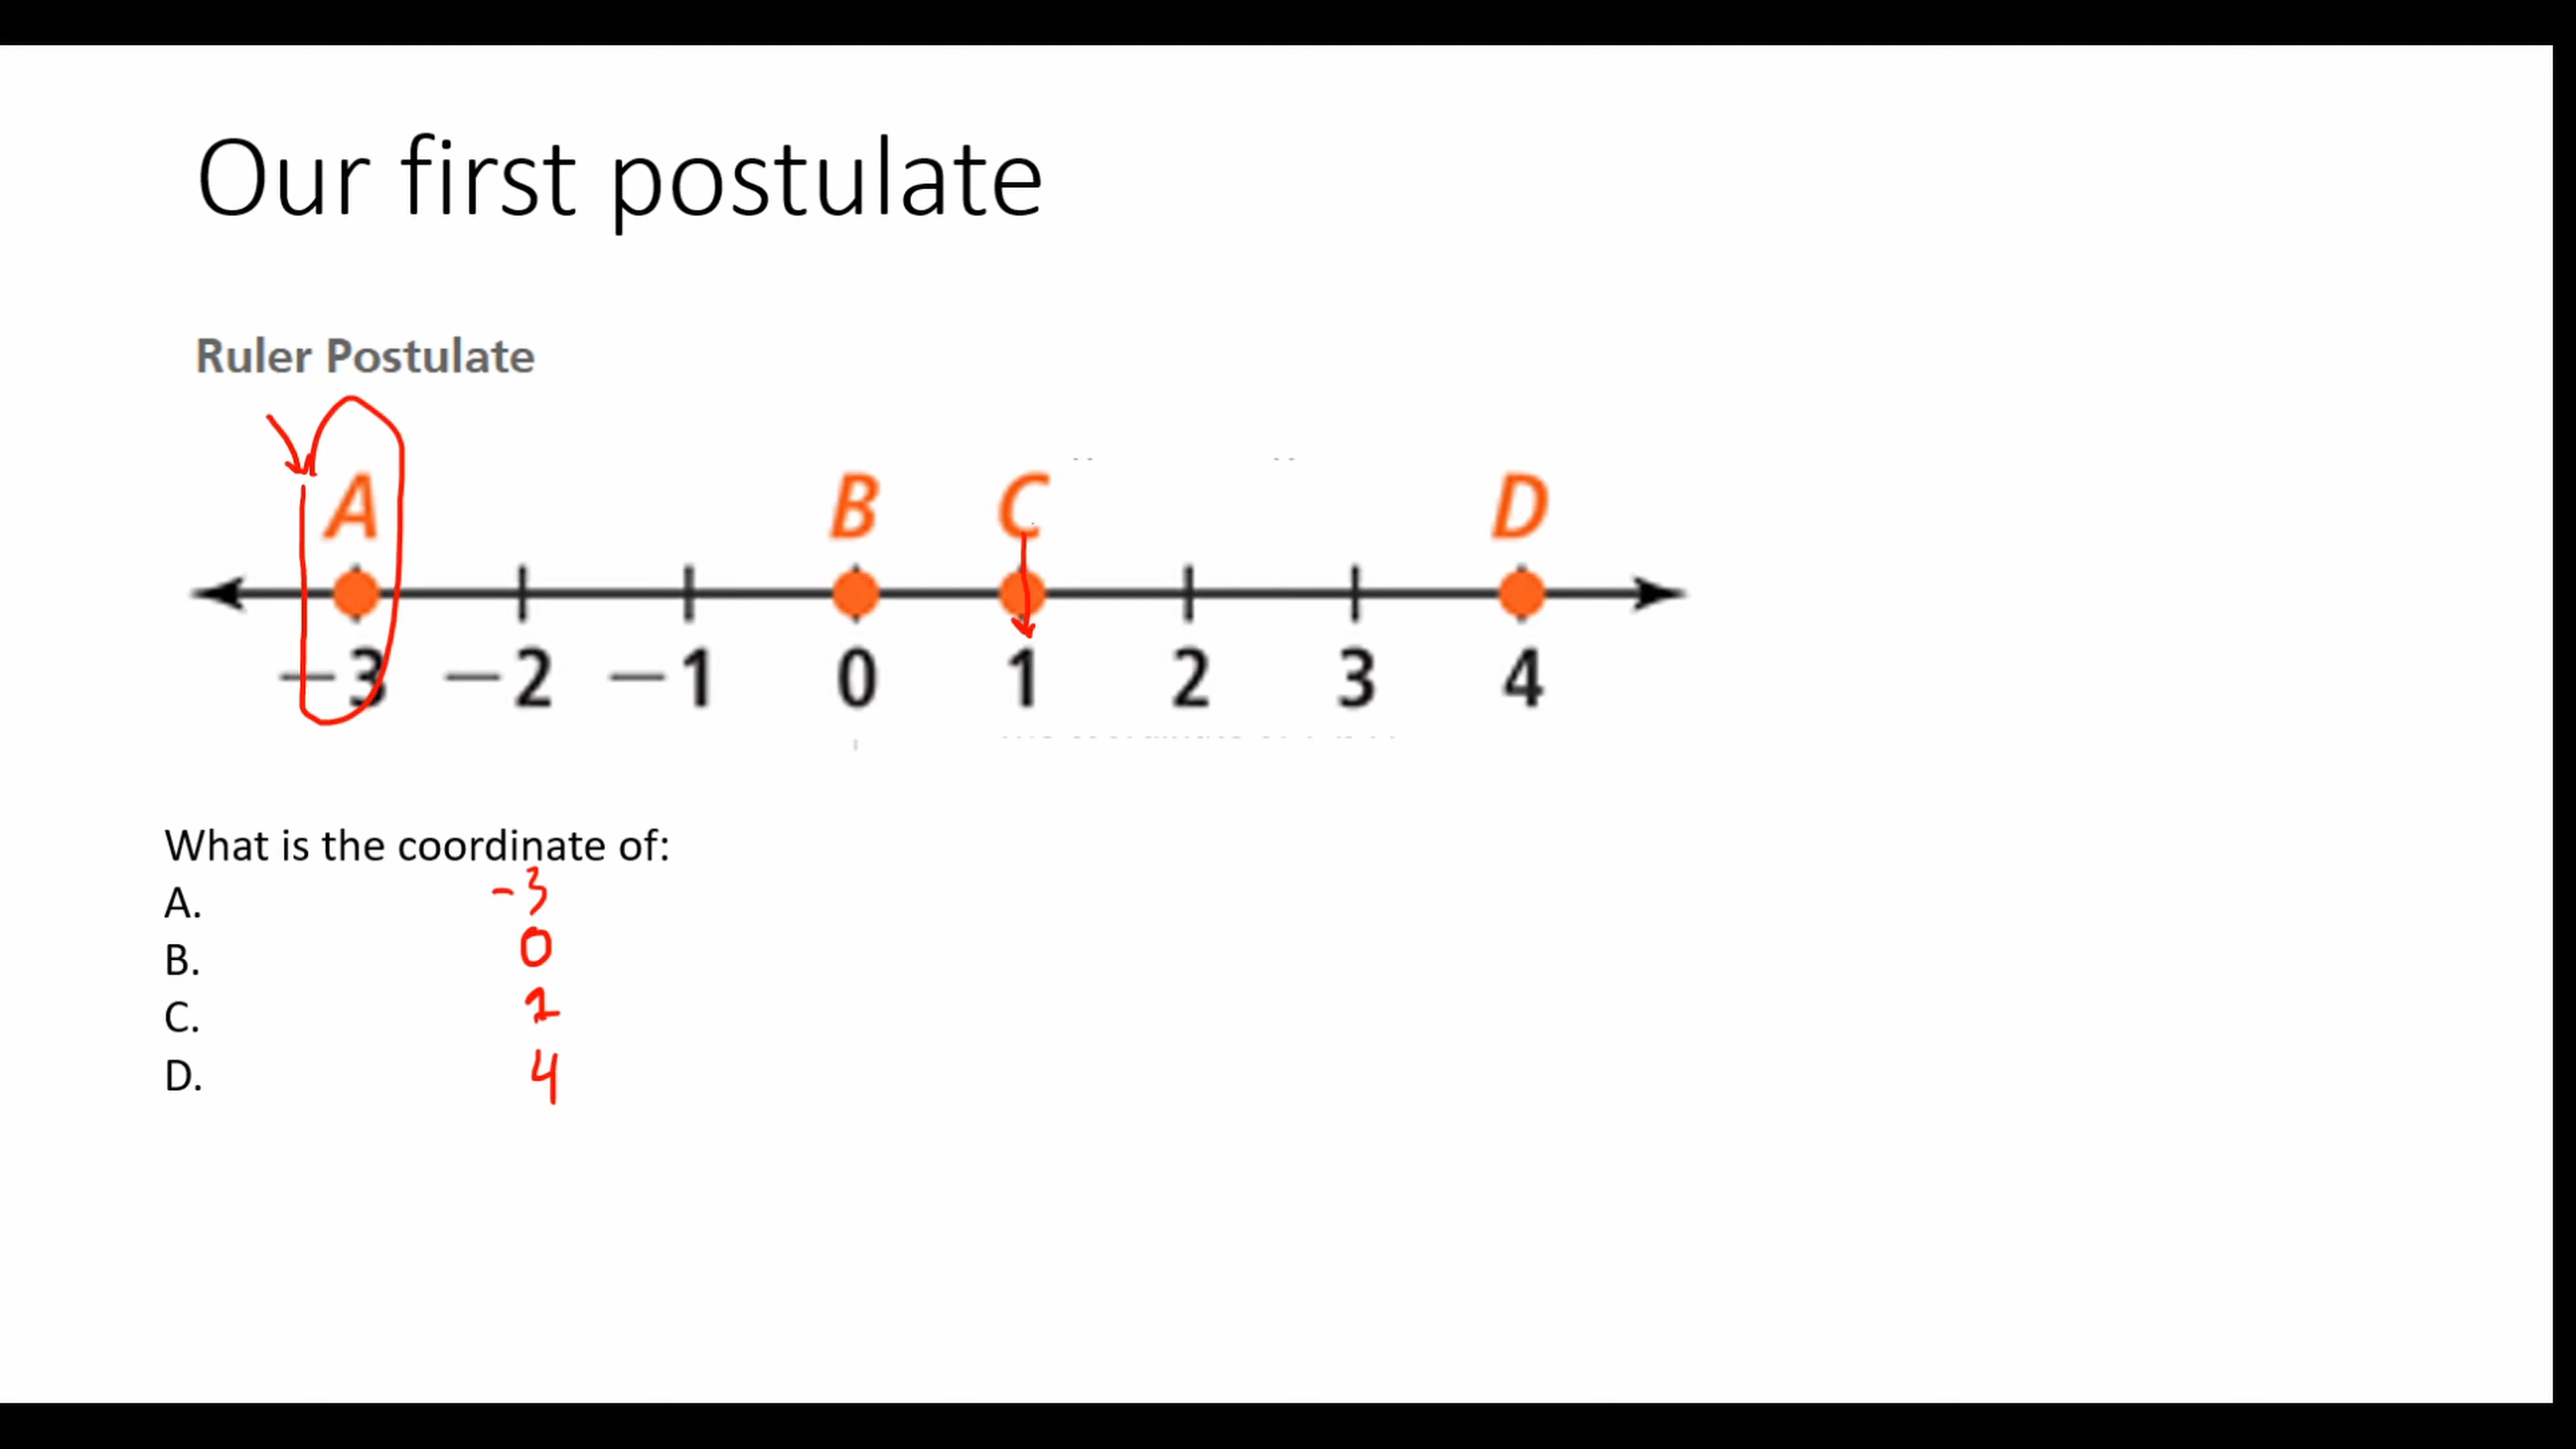 Our first postulate
Ruler Postulate
A B C D
−3 −2 −1 0 1 2 3 4
What is the coordinate of:
A. -3
B. 0
C. 1
D. 4